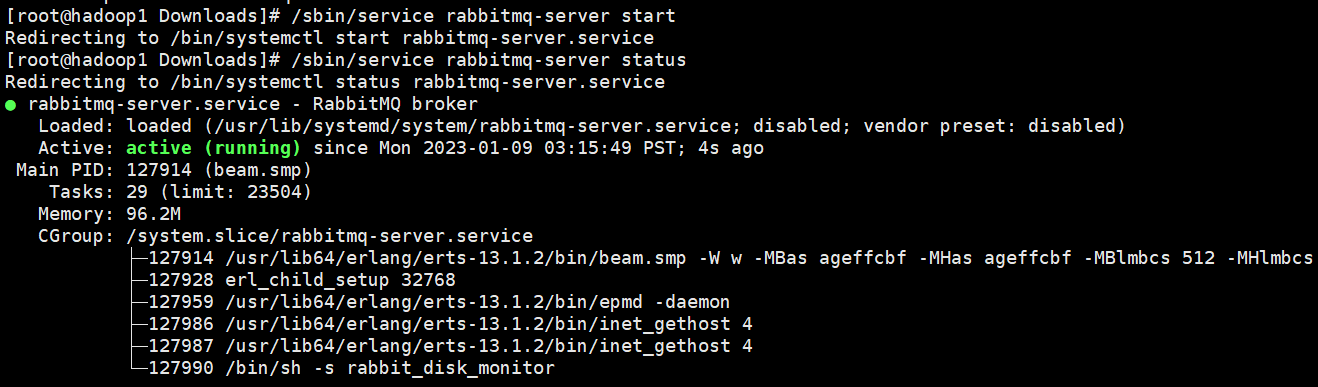 [root@hadoop1 Downloads]# /sbin/service rabbitmq-server start
Redirecting to /bin/systemctl start rabbitmq-server.service
[root@hadoop1 Downloads]# /sbin/service rabbitmq-server status
Redirecting to /bin/systemctl status rabbitmq-server.service
● rabbitmq-server.service - RabbitMQ broker
   Loaded: loaded (/usr/lib/systemd/system/rabbitmq-server.service; disabled; vendor preset: disabled)
   Active: active (running) since Mon 2023-01-09 03:15:49 PST; 4s ago
 Main PID: 127914 (beam.smp)
    Tasks: 29 (limit: 23504)
   Memory: 96.2M
   CGroup: /system.slice/rabbitmq-server.service
           ├─127914 /usr/lib64/erlang/erts-13.1.2/bin/beam.smp -W w -MBas ageffcbf -MHas ageffcbf -MBlmbcs 512 -MHlmbcs
           ├─127928 erl_child_setup 32768
           ├─127959 /usr/lib64/erlang/erts-13.1.2/bin/epmd -daemon
           ├─127986 /usr/lib64/erlang/erts-13.1.2/bin/inet_gethost 4
           ├─127987 /usr/lib64/erlang/erts-13.1.2/bin/inet_gethost 4
           └─127990 /bin/sh -s rabbit_disk_monitor